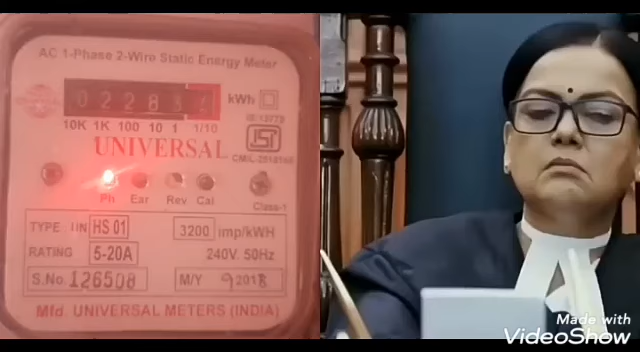 AC 1-Phase 2-Wire Static Energy Meter
kWh
10K 1K 100 10 1 1/10
UNIVERSAL
Ph Ear Rev Cal
Class-1
TYPE UN HS 01
3200 imp/kWH
RATING 5-20A
240V. 50Hz
S.No. 126508
M/Y 9 2018
Mfd. UNIVERSAL METERS (INDIA)
Made with
VideoShow